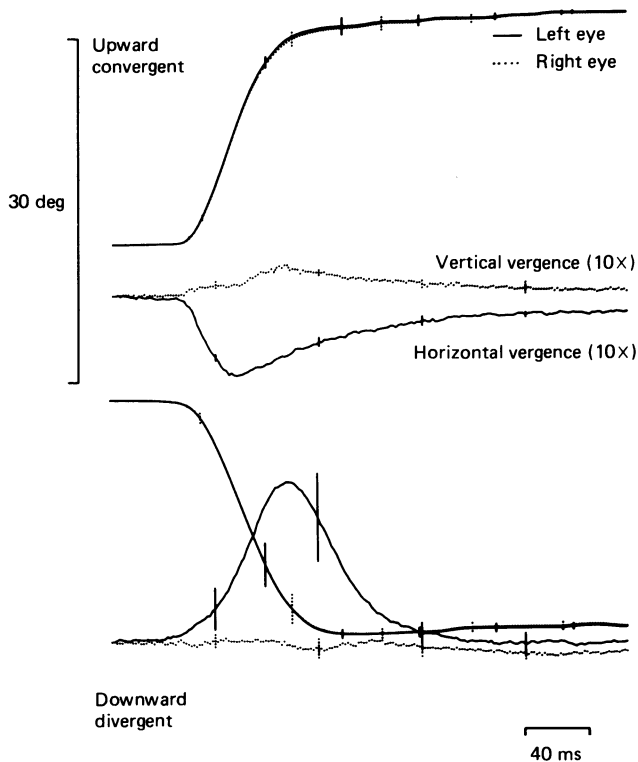 Upward
convergent
Left eye
Right eye
30 deg
Vertical vergence (10×)
Horizontal vergence (10×)
Downward
divergent
40 ms